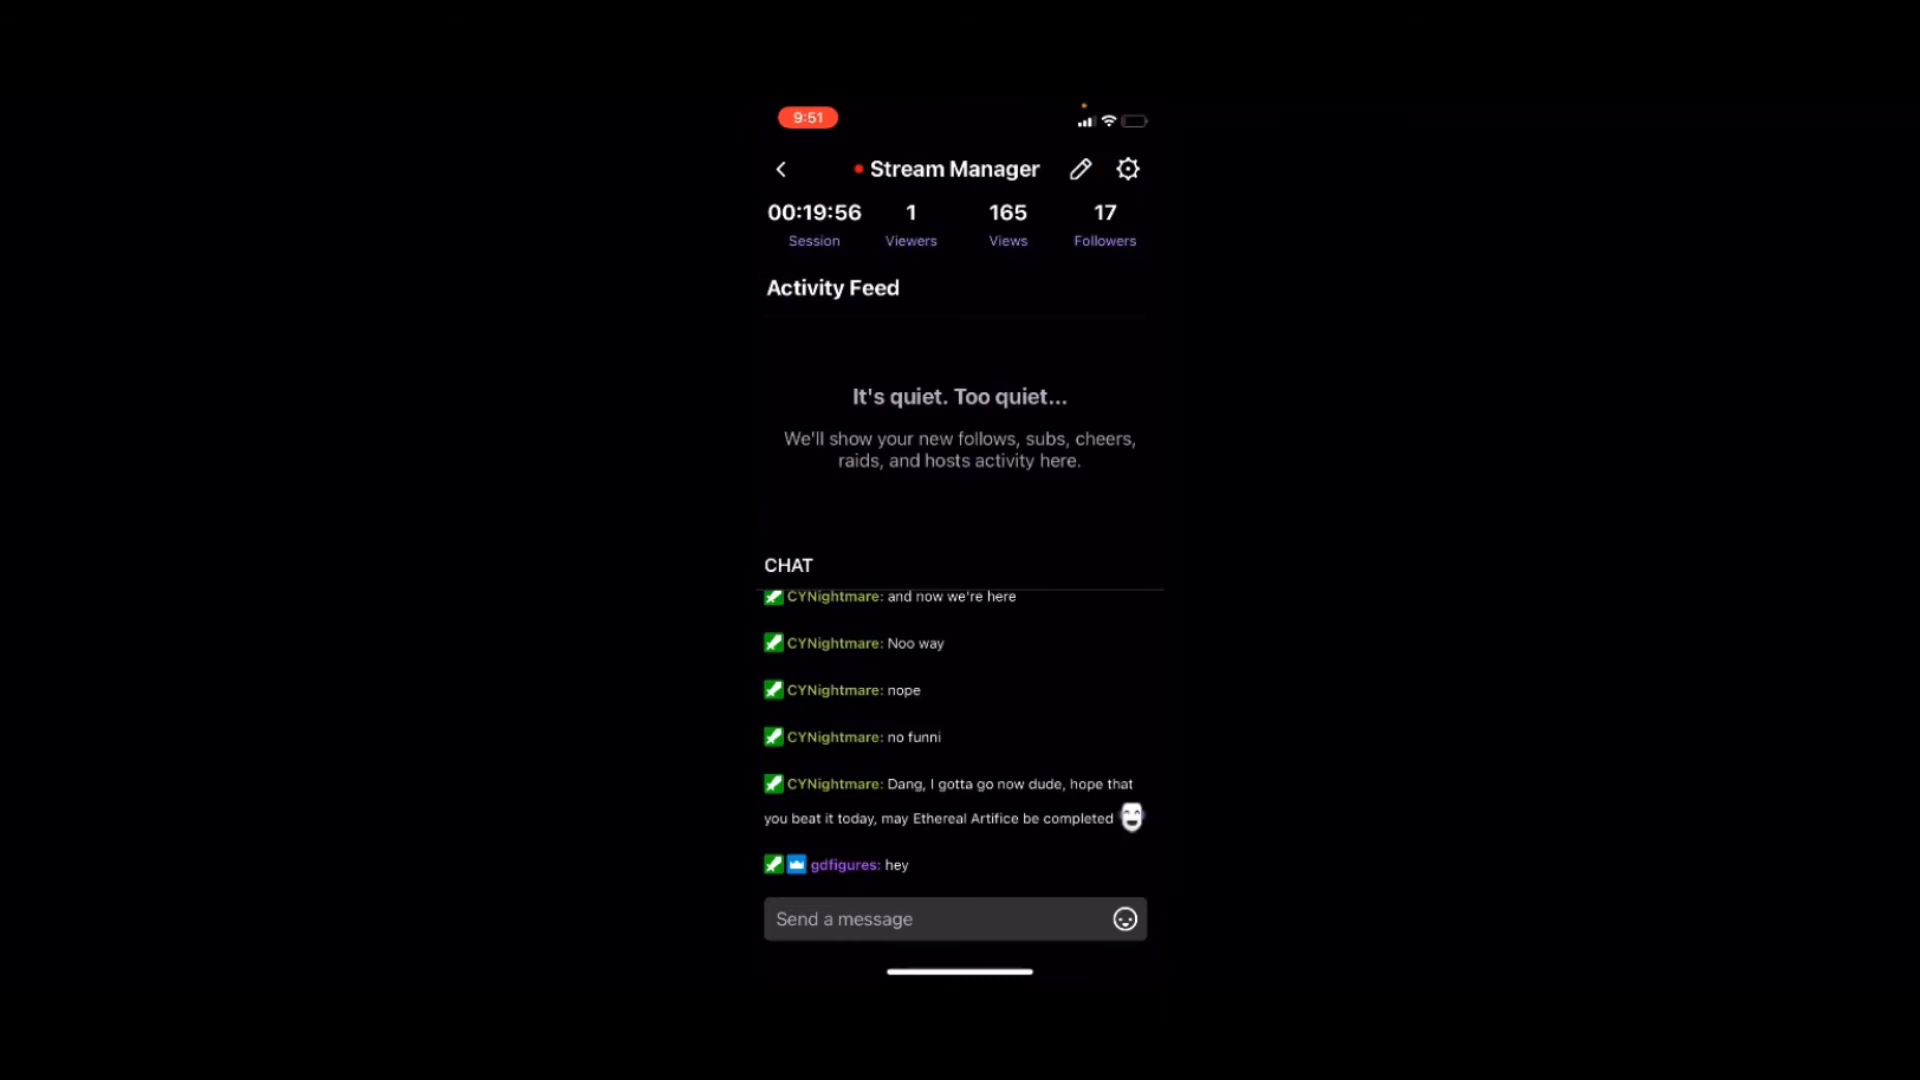 9:51
Stream Manager
00:19:56 1 165 17
Session Viewers Views Followers
Activity Feed
It's quiet. Too quiet...
We'll show your new follows, subs, cheers,
raids, and hosts activity here.
CHAT
CYNightmare: and now we're here
CYNightmare: Noo way
CYNightmare: nope
CYNightmare: no funni
CYNightmare: Dang, I gotta go now dude, hope that
you beat it today, may Ethereal Artifice be completed
gdfigures: hey
Send a message